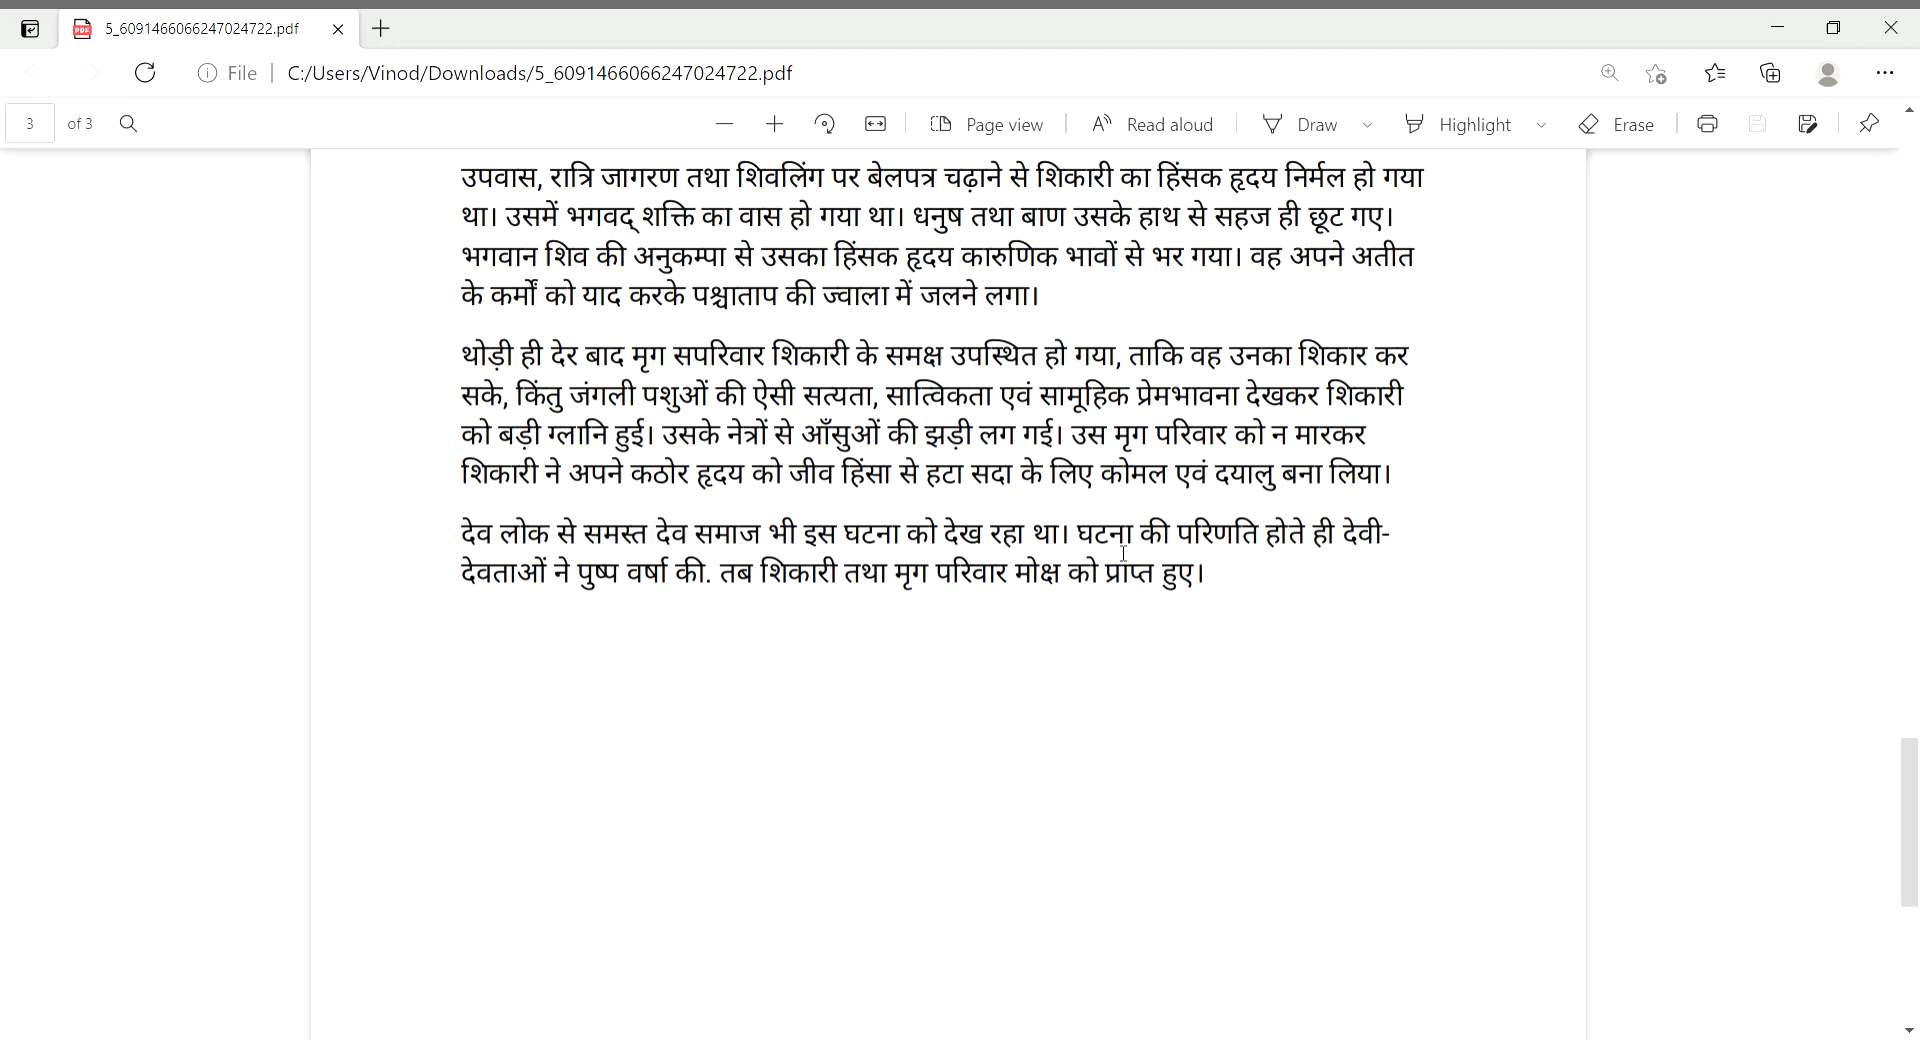 5_6091466066247024722.pdf
File | C:/Users/Vinod/Downloads/5_6091466066247024722.pdf
3 of 3 Page view Read aloud Draw Highlight Erase
उपवास, रात्रि जागरण तथा शिवलिंग पर बेलपत्र चढ़ाने से शिकारी का हिंसक हृदय निर्मल हो गया
था। उसमें भगवद् शक्ति का वास हो गया था। धनुष तथा बाण उसके हाथ से सहज ही छूट गए।
भगवान शिव की अनुकम्पा से उसका हिंसक हृदय कारुणिक भावों से भर गया। वह अपने अतीत
के कर्मों को याद करके पश्चाताप की ज्वाला में जलने लगा।
थोड़ी ही देर बाद मृग सपरिवार शिकारी के समक्ष उपस्थित हो गया, ताकि वह उनका शिकार कर
सके, किंतु जंगली पशुओं की ऐसी सत्यता, सात्विकता एवं सामूहिक प्रेमभावना देखकर शिकारी
को बड़ी ग्लानि हुई। उसके नेत्रों से आँसुओं की झड़ी लग गई। उस मृग परिवार को न मारकर
शिकारी ने अपने कठोर हृदय को जीव हिंसा से हटा सदा के लिए कोमल एवं दयालु बना लिया।
देव लोक से समस्त देव समाज भी इस घटना को देख रहा था। घटना की परिणति होते ही देवी-
देवताओं ने पुष्प वर्षा की. तब शिकारी तथा मृग परिवार मोक्ष को प्राप्त हुए।